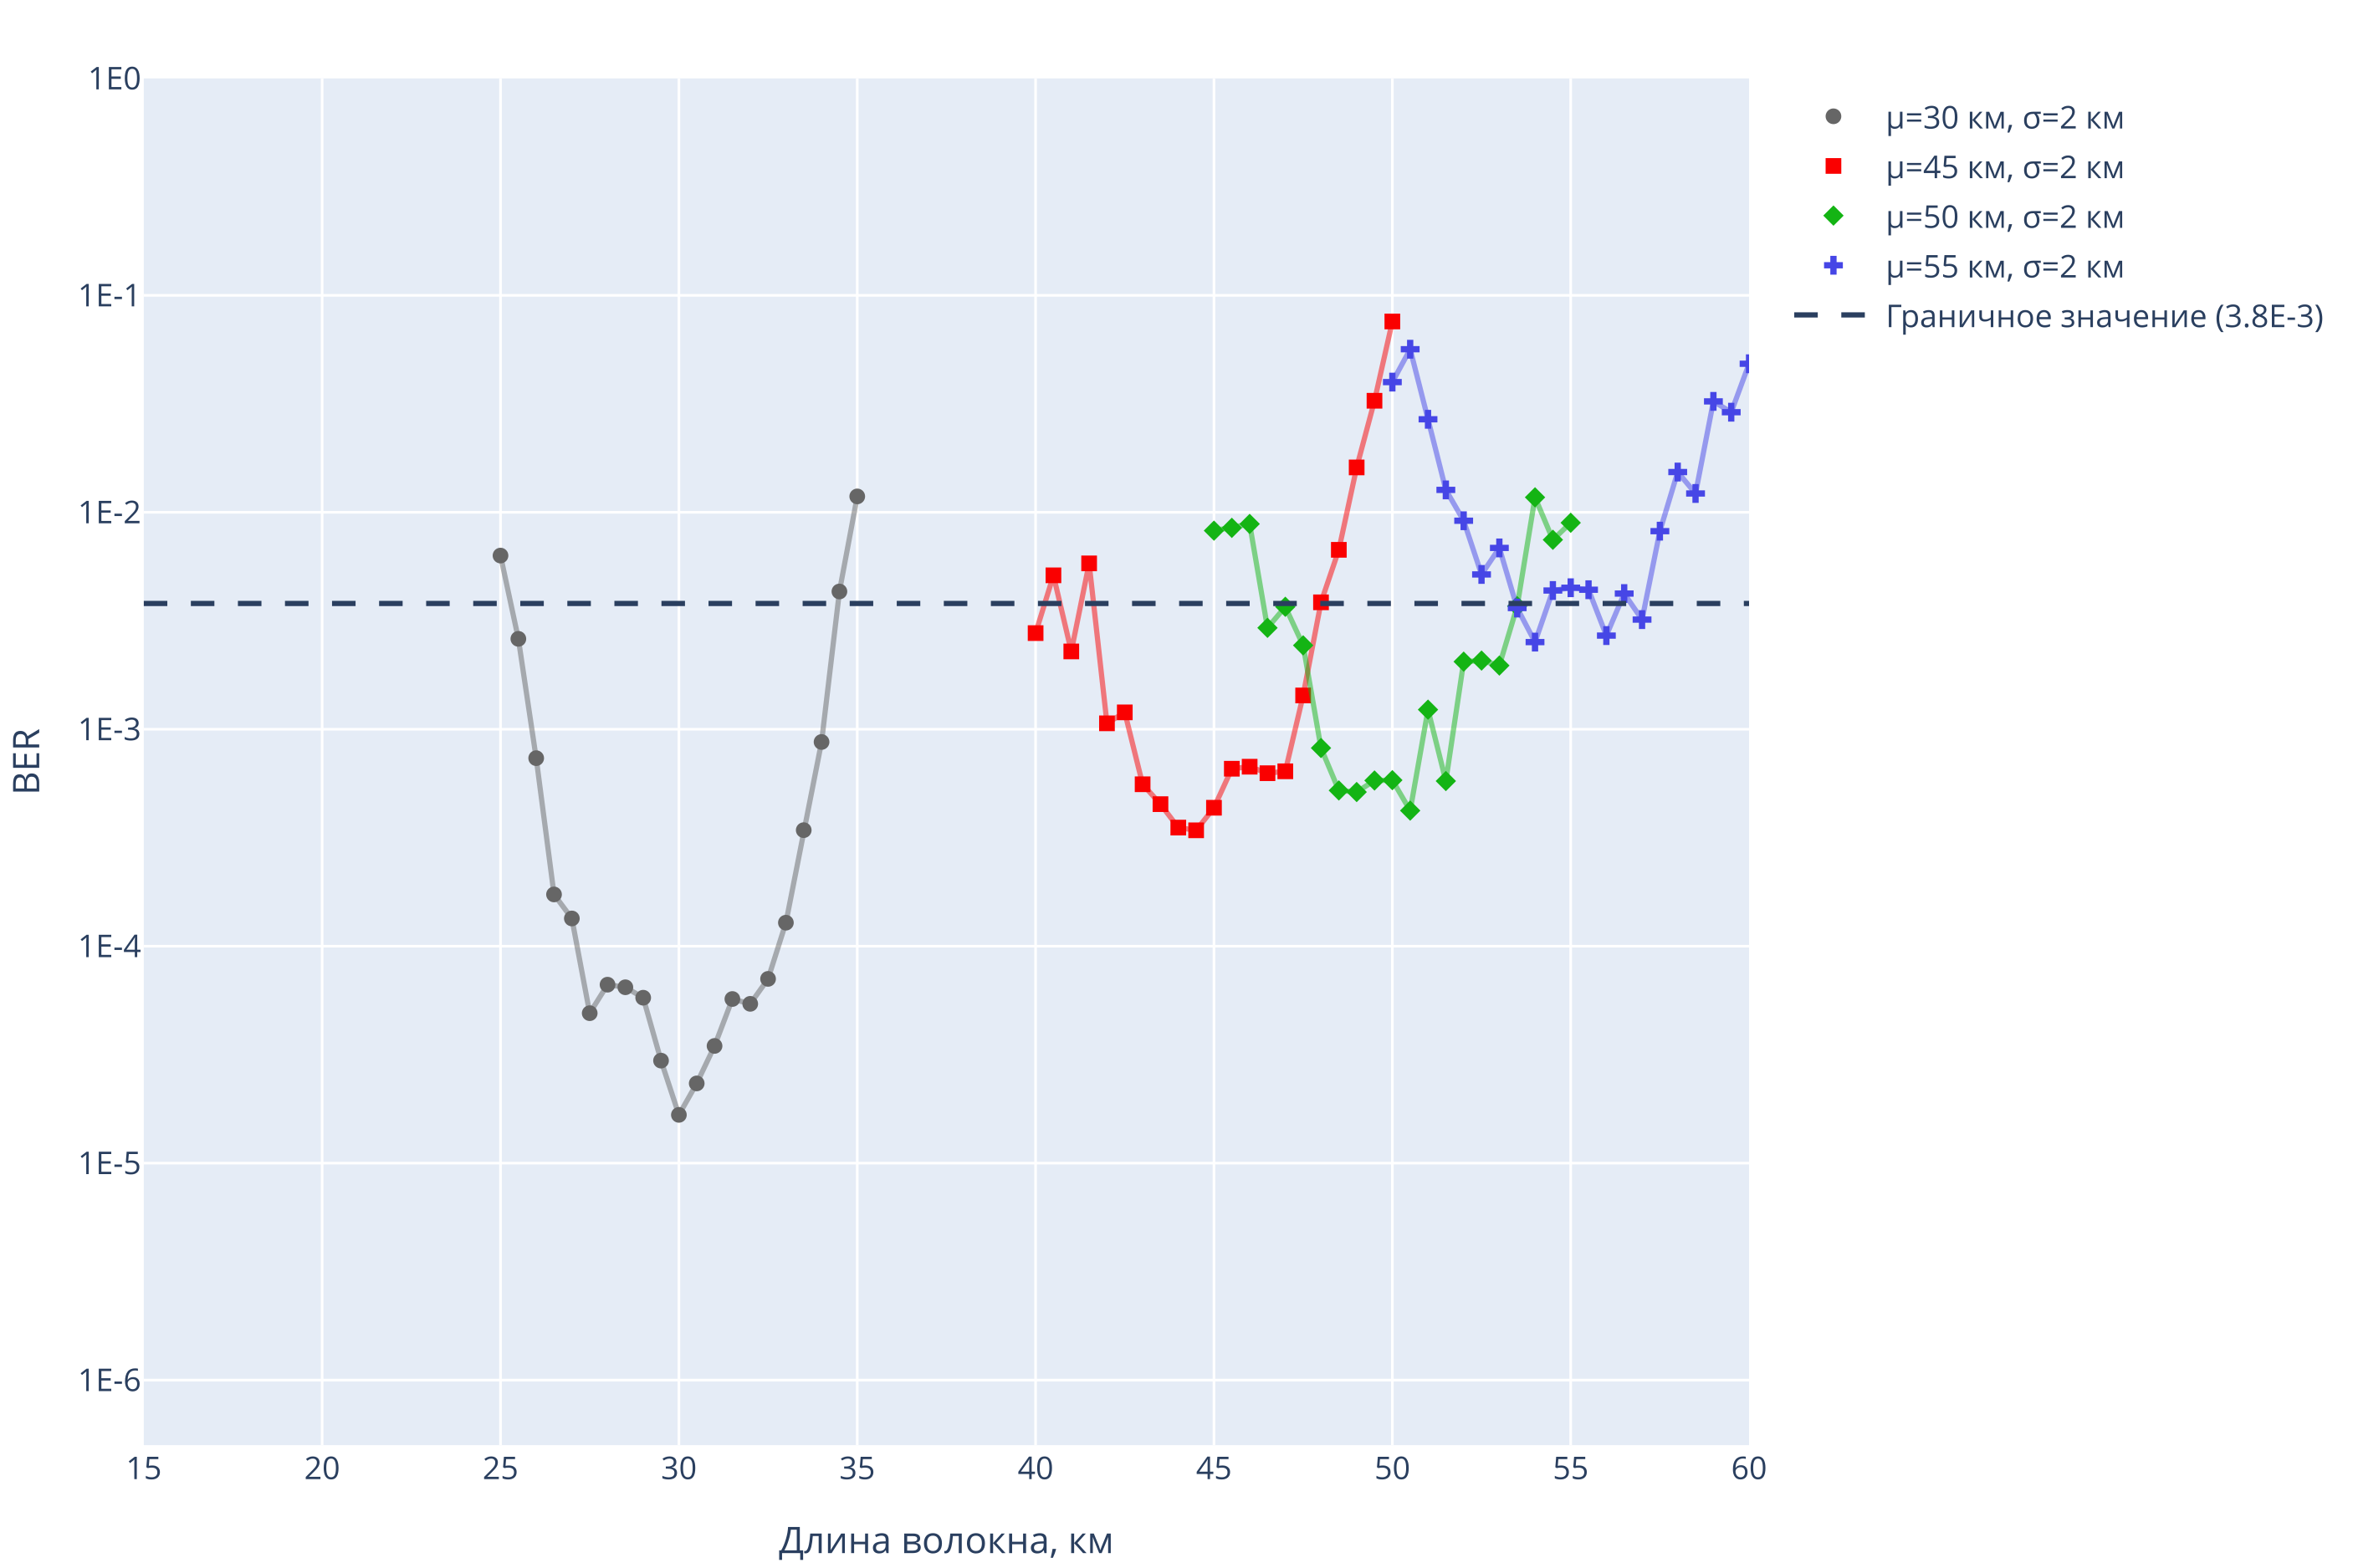 1E0
1E-1
1E-2
1E-3
1E-4
1E-5
1E-6
BER
15 20 25 30 35 40 45 50 55 60
Длина волокна, км
μ=30 км, σ=2 км
μ=45 км, σ=2 км
μ=50 км, σ=2 км
μ=55 км, σ=2 км
Граничное значение (3.8E-3)